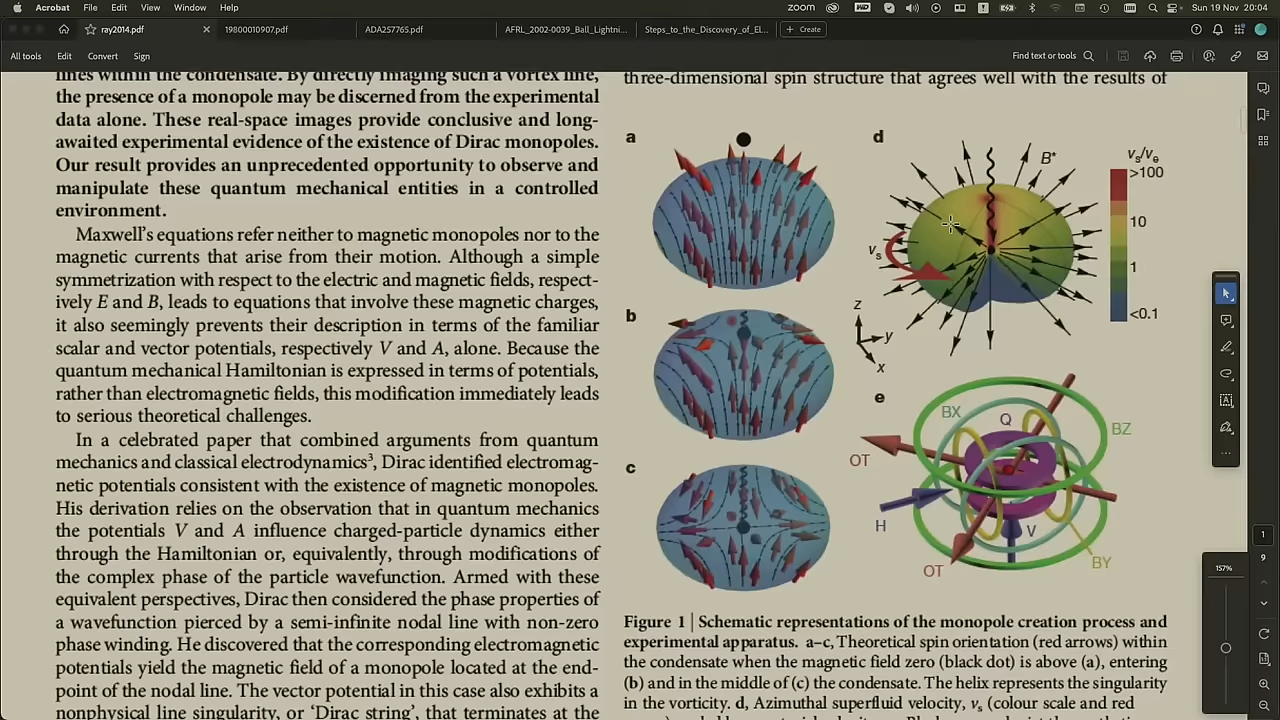 Acrobat File Edit View Window Help zoom Sun 19 Nov 20:04
ray2014.pdf 19800010907.pdf ADA257765.pdf AFRL_2002-0039_Ball_Lightni... Steps_to_the_Discovery_of_El... + Create
All tools Edit Convert Sign Find text or tools
lines within the condensate. By directly imaging such a vortex line,
the presence of a monopole may be discerned from the experimental
data alone. These real-space images provide conclusive and long-
awaited experimental evidence of the existence of Dirac monopoles.
Our result provides an unprecedented opportunity to observe and
manipulate these quantum mechanical entities in a controlled
environment.
Maxwell's equations refer neither to magnetic monopoles nor to the
magnetic currents that arise from their motion. Although a simple
symmetrization with respect to the electric and magnetic fields, respect-
ively E and B, leads to equations that involve these magnetic charges,
it also seemingly prevents their description in terms of the familiar
scalar and vector potentials, respectively V and A, alone. Because the
quantum mechanical Hamiltonian is expressed in terms of potentials,
rather than electromagnetic fields, this modification immediately leads
to serious theoretical challenges.
In a celebrated paper that combined arguments from quantum
mechanics and classical electrodynamics³, Dirac identified electromag-
netic potentials consistent with the existence of magnetic monopoles.
His derivation relies on the observation that in quantum mechanics
the potentials V and A influence charged-particle dynamics either
through the Hamiltonian or, equivalently, through modifications of
the complex phase of the particle wavefunction. Armed with these
equivalent perspectives, Dirac then considered the phase properties of
a wavefunction pierced by a semi-infinite nodal line with non-zero
phase winding. He discovered that the corresponding electromagnetic
potentials yield the magnetic field of a monopole located at the end-
point of the nodal line. The vector potential in this case also exhibits a
nonphysical line singularity, or 'Dirac string', that terminates at the
three-dimensional spin structure that agrees well with the results of
a
b
c
d
B*
vs/ve
>100
10
1
<0.1
vs
z
y
x
e
BX
Q
BZ
OT
H
V
OT
BY
Figure 1 | Schematic representations of the monopole creation process and
experimental apparatus. a–c, Theoretical spin orientation (red arrows) within
the condensate when the magnetic field zero (black dot) is above (a), entering
(b) and in the middle of (c) the condensate. The helix represents the singularity
in the vorticity. d, Azimuthal superfluid velocity, vs (colour scale and red
1
9
157%